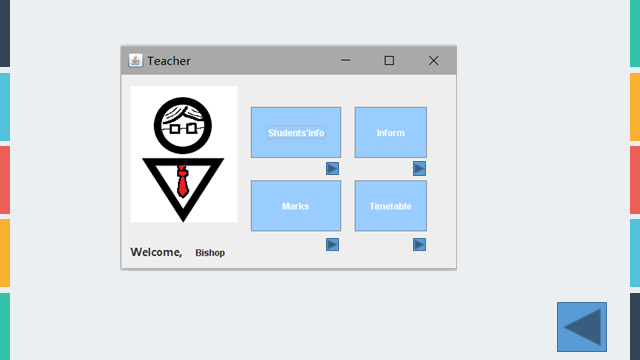 Teacher
Students'info
Inform
Marks
Timetable
Welcome, Bishop